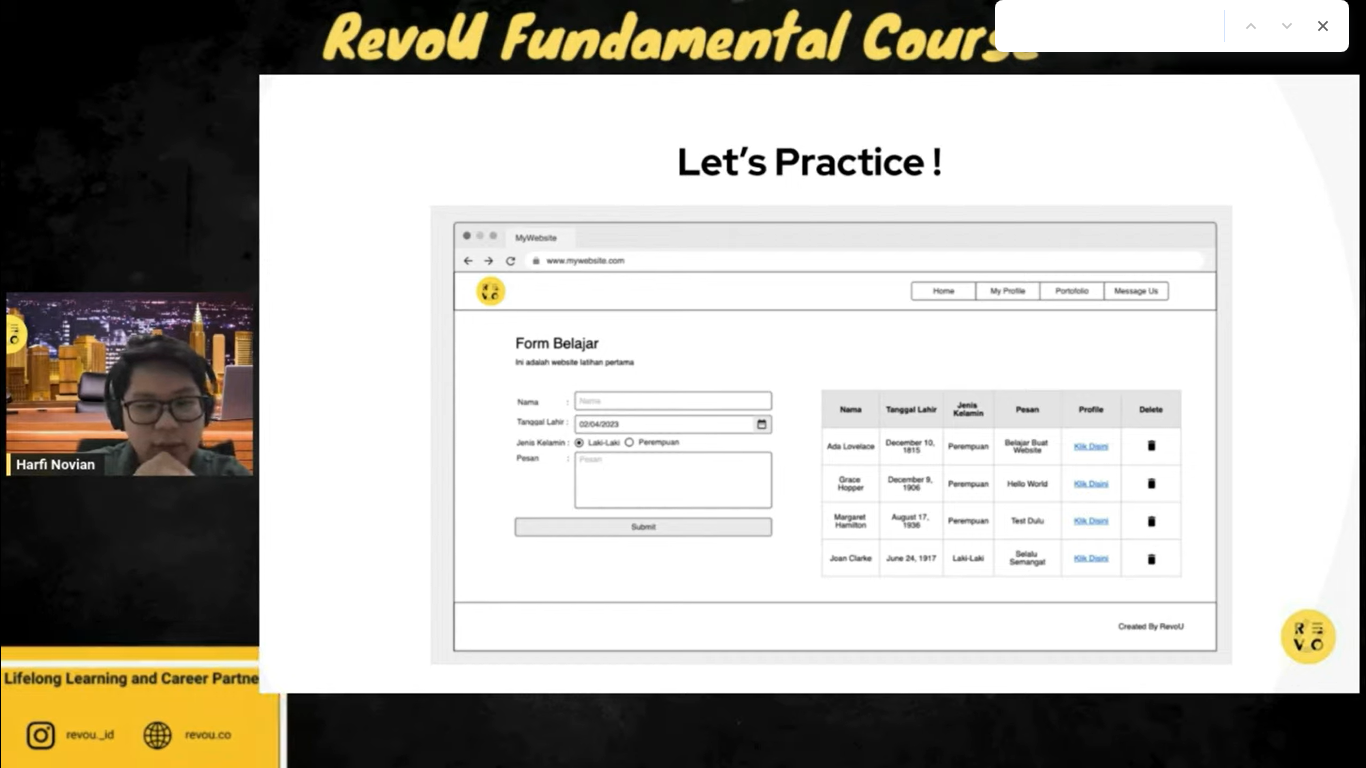 RevoU Fundamental Course
Let's Practice !
MyWebsite
www.mywebsite.com
Home
My Profile
Portofolio
Message Us
Form Belajar
Ini adalah website latihan pertama
Nama :
Name
Tanggal Lahir :
02/04/2023
Jenis Kelamin :
Laki-Laki
Perempuan
Pesan :
Pesan
Submit
Nama Tanggal Lahir Jenis Kelamin Pesan Profile Delete
Ada Lovelace December 10, 1815 Perempuan Belajar Buat Website Klik Disini
Grace Hopper December 9, 1906 Perempuan Hello World Klik Disini
Margaret Hamilton August 17, 1936 Perempuan Test Dulu Klik Disini
Joan Clarke June 24, 1917 Laki-Laki Selalu Semangat Klik Disini
Created By RevoU
Harfi Novian
Lifelong Learning and Career Partne
revou_id
revou.co